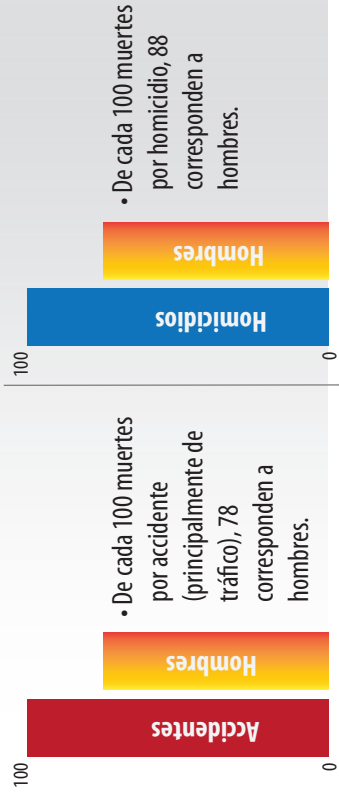 100
0
Accidentes
Hombres
• De cada 100 muertes
por accidente
(principalmente de
tráfico), 78
corresponden a
hombres.
100
0
Homicidios
Hombres
• De cada 100 muertes
por homicidio, 88
corresponden a
hombres.